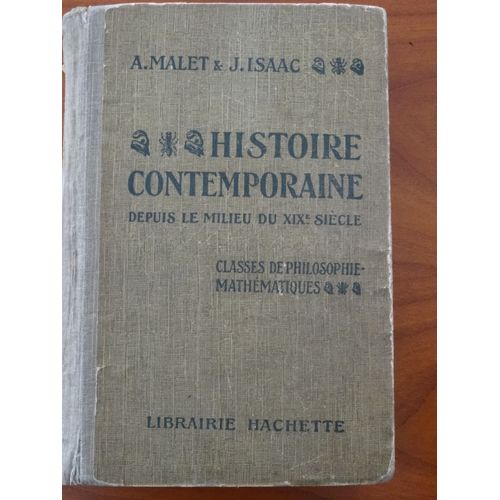 A. MALET & J. ISAAC
HISTOIRE
CONTEMPORAINE
DEPUIS LE MILIEU DU XIXE SIÈCLE
CLASSES DE PHILOSOPHIE-
MATHÉMATIQUES
LIBRAIRIE HACHETTE